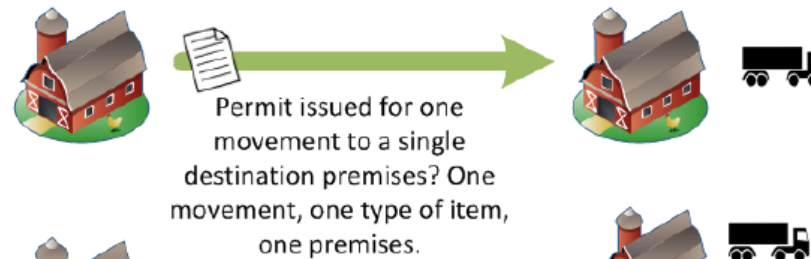 Permit issued for one
movement to a single
destination premises? One
movement, one type of item,
one premises.